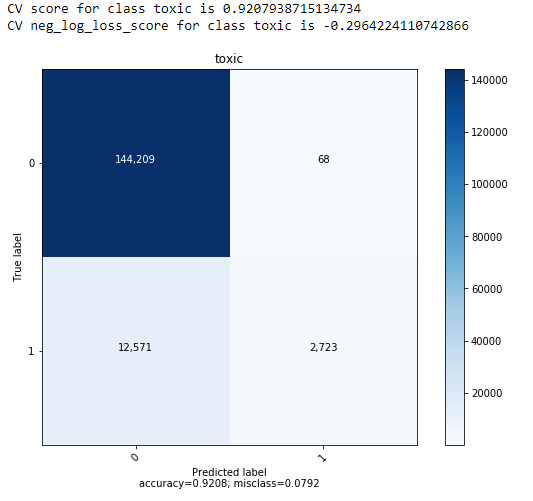 CV score for class toxic is 0.9207938715134734
CV neg_log_loss_score for class toxic is -0.2964224110742866
toxic
144,209 68
12,571 2,723
0
1
True label
0 1
Predicted label
accuracy=0.9208; misclass=0.0792
140000
120000
100000
80000
60000
40000
20000